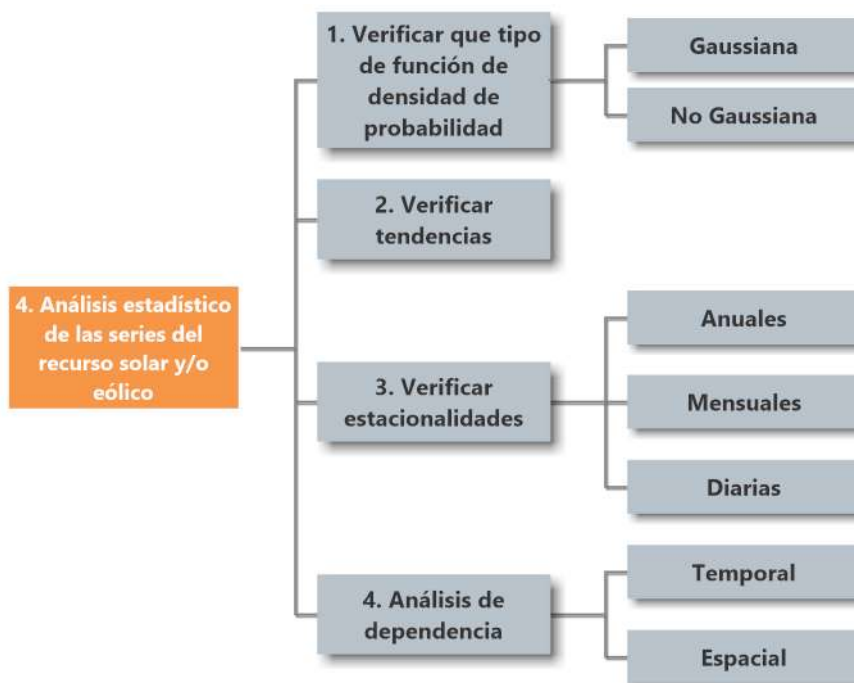 4. Análisis estadístico
de las series del
recurso solar y/o
eólico
1. Verificar que tipo
de función de
densidad de
probabilidad
Gaussiana
No Gaussiana
2. Verificar
tendencias
3. Verificar
estacionalidades
Anuales
Mensuales
Diarias
4. Análisis de
dependencia
Temporal
Espacial